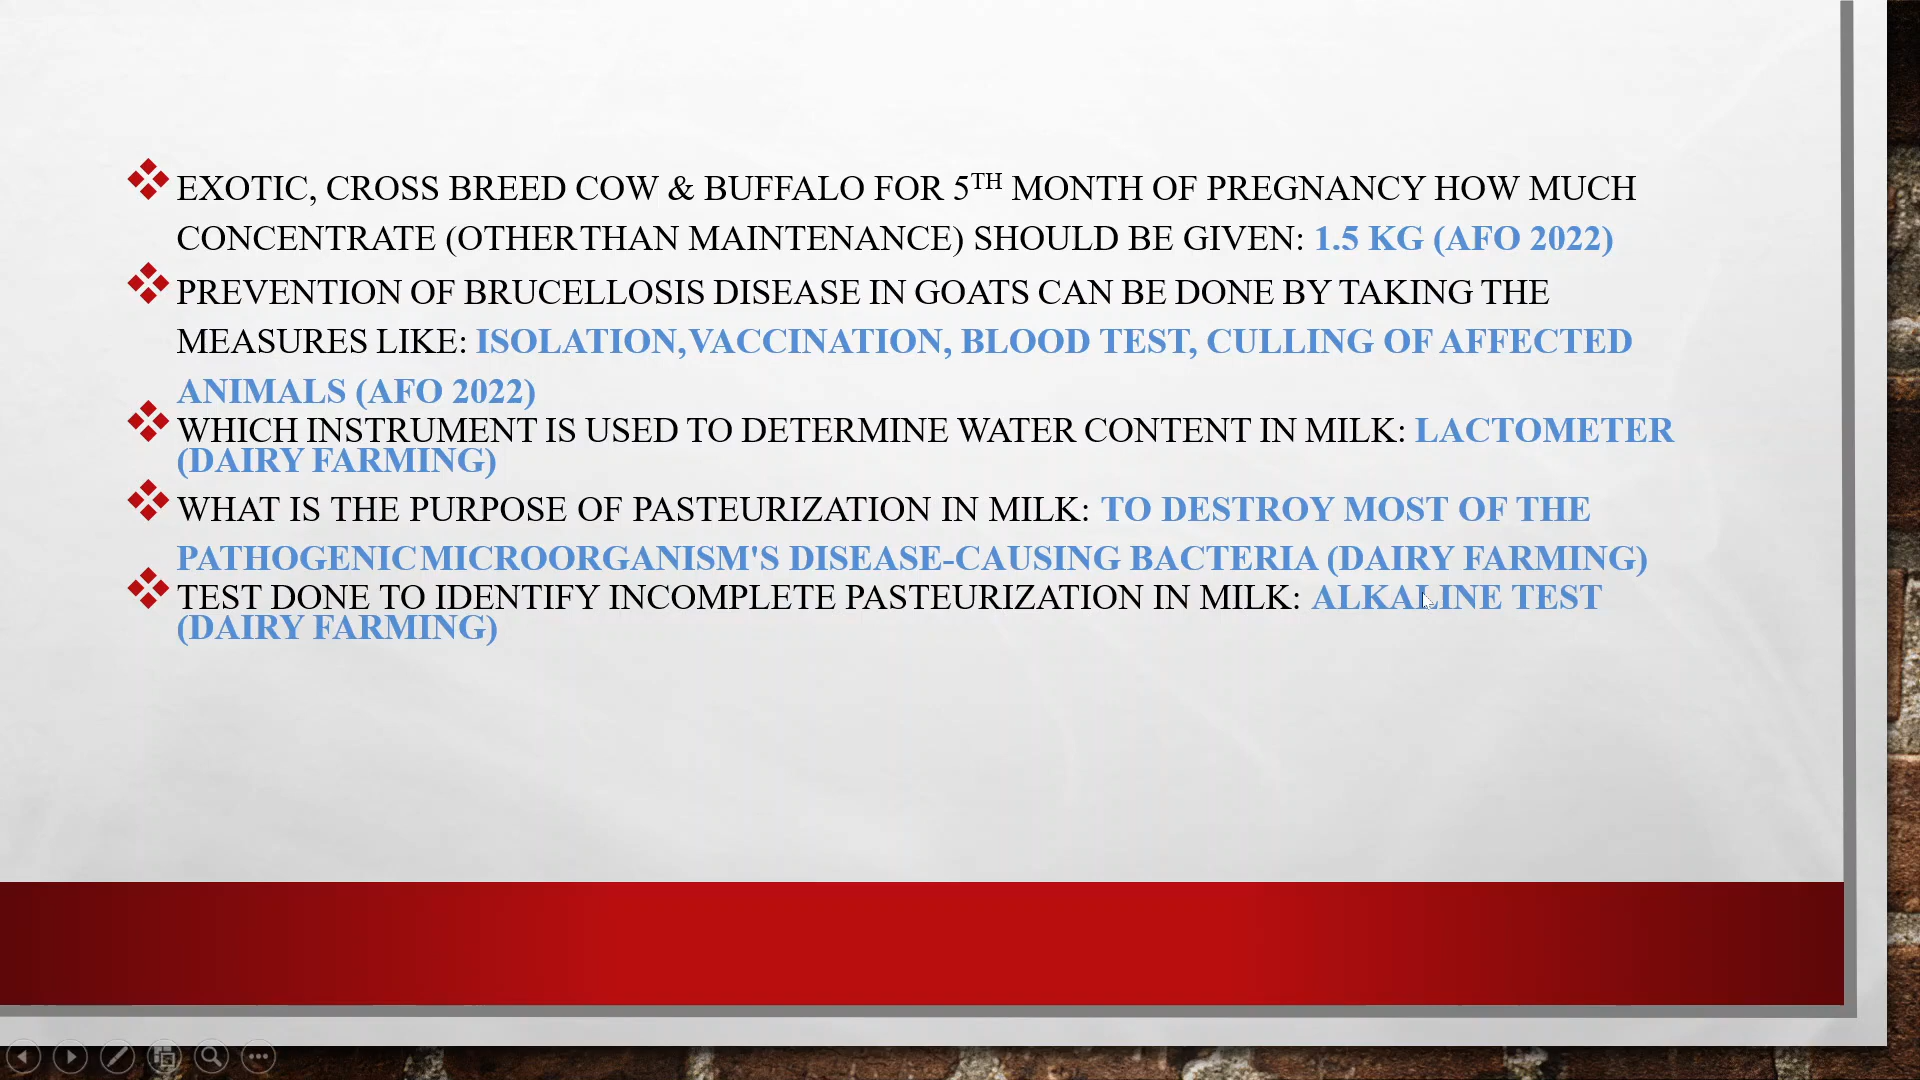 EXOTIC, CROSS BREED COW & BUFFALO FOR 5TH MONTH OF PREGNANCY HOW MUCH
CONCENTRATE (OTHER THAN MAINTENANCE) SHOULD BE GIVEN: 1.5 KG (AFO 2022)
PREVENTION OF BRUCELLOSIS DISEASE IN GOATS CAN BE DONE BY TAKING THE
MEASURES LIKE: ISOLATION, VACCINATION, BLOOD TEST, CULLING OF AFFECTED
ANIMALS (AFO 2022)
WHICH INSTRUMENT IS USED TO DETERMINE WATER CONTENT IN MILK: LACTOMETER
(DAIRY FARMING)
WHAT IS THE PURPOSE OF PASTEURIZATION IN MILK: TO DESTROY MOST OF THE
PATHOGENIC MICROORGANISM'S DISEASE-CAUSING BACTERIA (DAIRY FARMING)
TEST DONE TO IDENTIFY INCOMPLETE PASTEURIZATION IN MILK: ALKALINE TEST
(DAIRY FARMING)